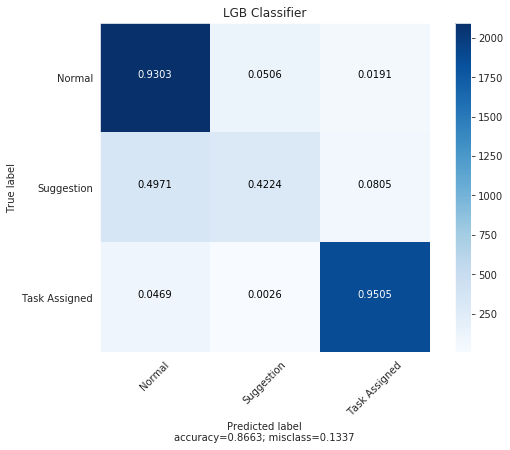 LGB Classifier
Normal
0.9303
0.0506
0.0191
Suggestion
0.4971
0.4224
0.0805
Task Assigned
0.0469
0.0026
0.9505
True label
Normal
Suggestion
Task Assigned
Predicted label
accuracy=0.8663; misclass=0.1337
2000
1750
1500
1250
1000
750
500
250